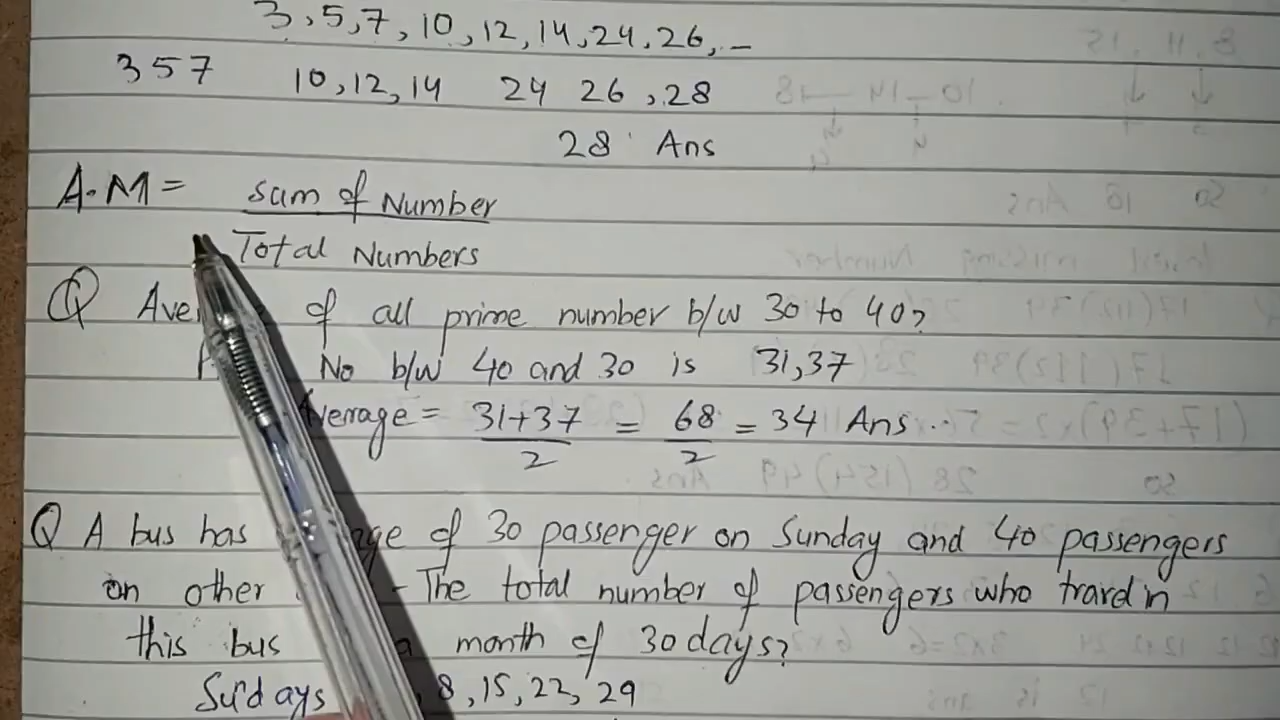 3,5,7,10,12,14,24,26,_
357 10,12,14 24 26,28
28 Ans
A.M = Sum of Number
Total Numbers
Q Ave of all prime number b/w 30 to 40?
No b/w 40 and 30 is 31,37
Average = 31+37 / 2 = 68 / 2 = 34 Ans..
Q A bus has of 30 passenger on Sunday and 40 passengers
on other - The total number of passengers who in
this bus a month of 30 days?
Sudays 8,15,22,29